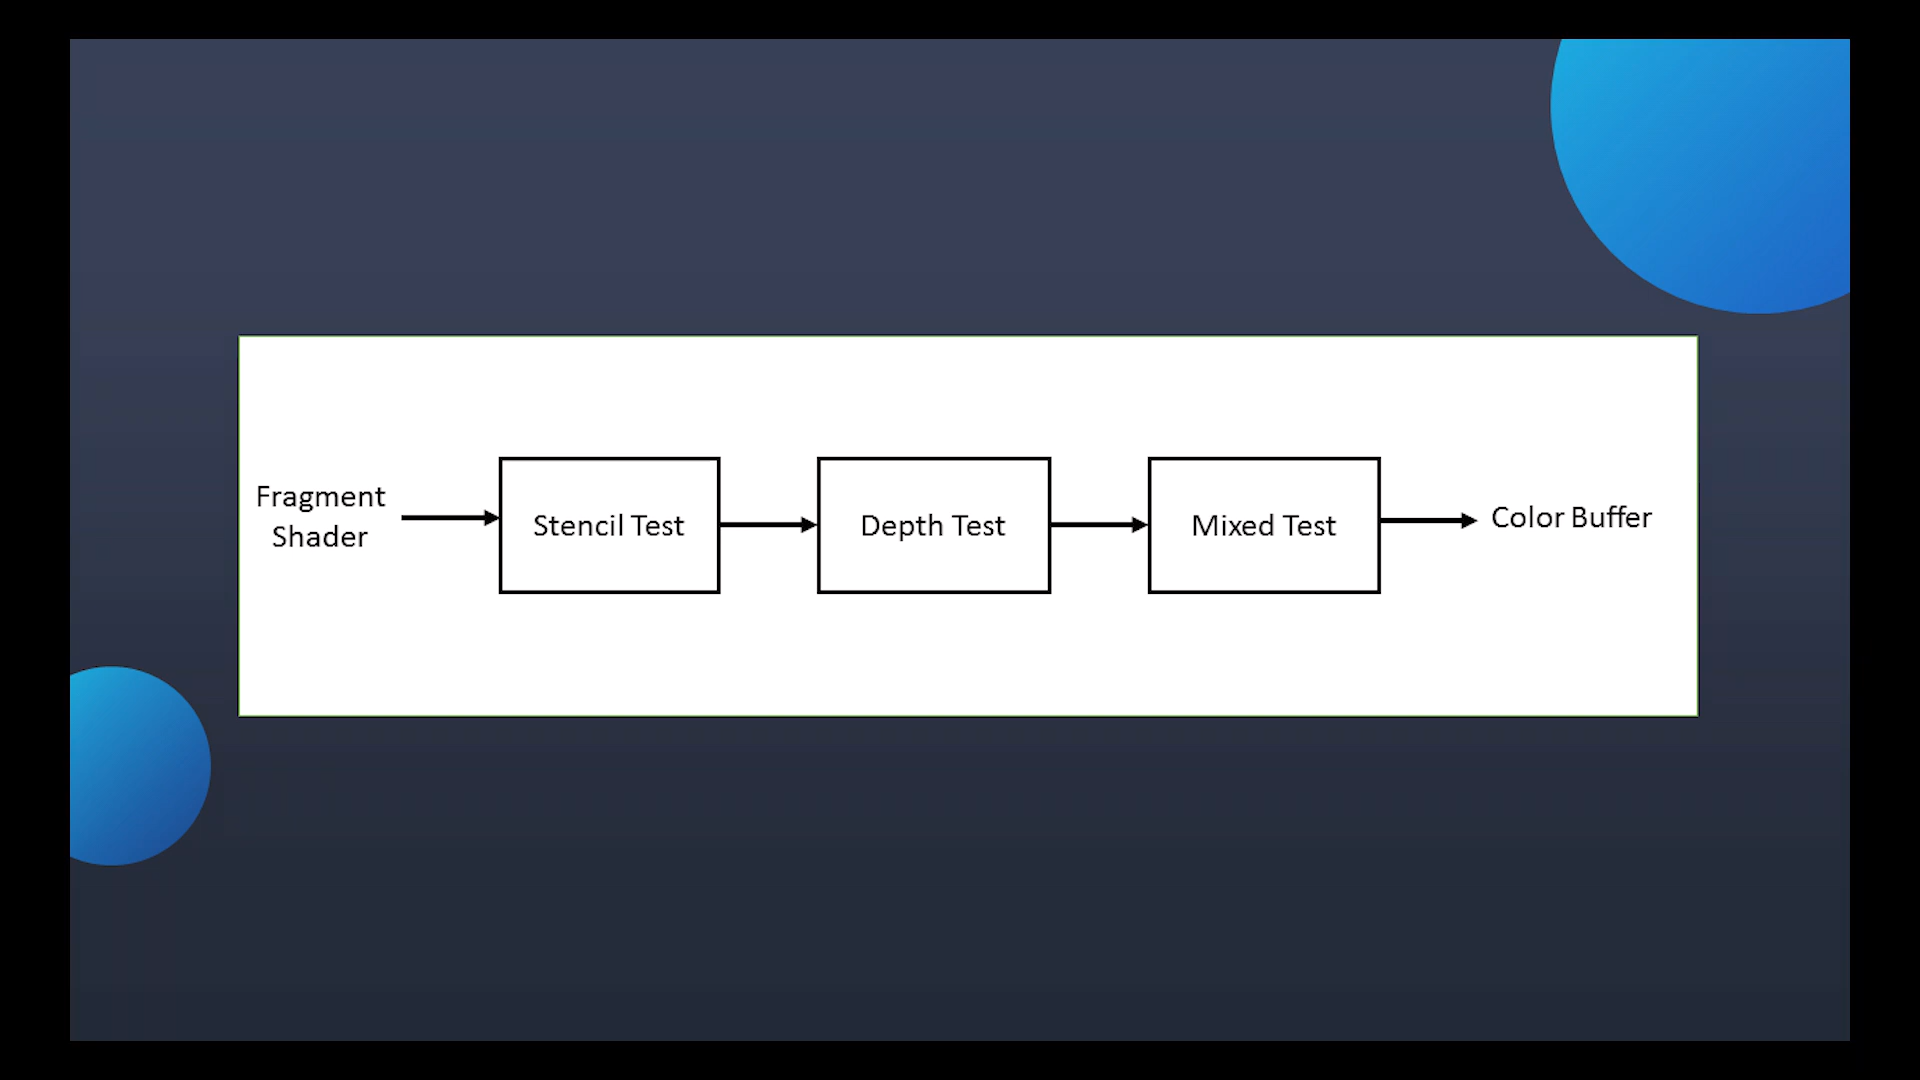 Fragment
Shader
Stencil Test
Depth Test
Mixed Test
Color Buffer